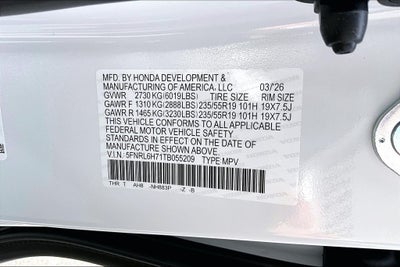 MFD. BY HONDA DEVELOPMENT &
MANUFACTURING OF AMERICA, LLC 03/'26
GVWR 2730 KG(6019LBS) TIRE SIZE RIM SIZE
GAWR F 1310 KG(2888LBS) 235/55R19 101H 19X7.5J
GAWR R 1465 KG(3230LBS) 235/55R19 101H 19X7.5J
THIS VEHICLE CONFORMS TO ALL APPLICABLE
FEDERAL MOTOR VEHICLE SAFETY
STANDARDS IN EFFECT ON THE DATE OF
MANUFACTURE SHOWN ABOVE.
V.I.N. 5FNRL6H71TB055209 TYPE MPV
THR T AH8 -NH883P -Z -B